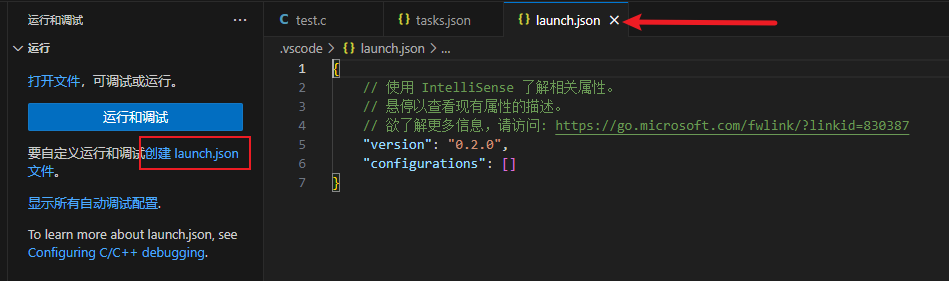 运行和调试 ···
运行
打开文件，可调试或运行。
运行和调试
要自定义运行和调试创建 launch.json
文件。
显示所有自动调试配置.
To learn more about launch.json, see
Configuring C/C++ debugging.
C test.c {} tasks.json {} launch.json ×
.vscode > {} launch.json > ...
1 {
2 // 使用 IntelliSense 了解相关属性。
3 // 悬停以查看现有属性的描述。
4 // 欲了解更多信息，请访问: https://go.microsoft.com/fwlink/?linkid=830387
5 "version": "0.2.0",
6 "configurations": []
7 }